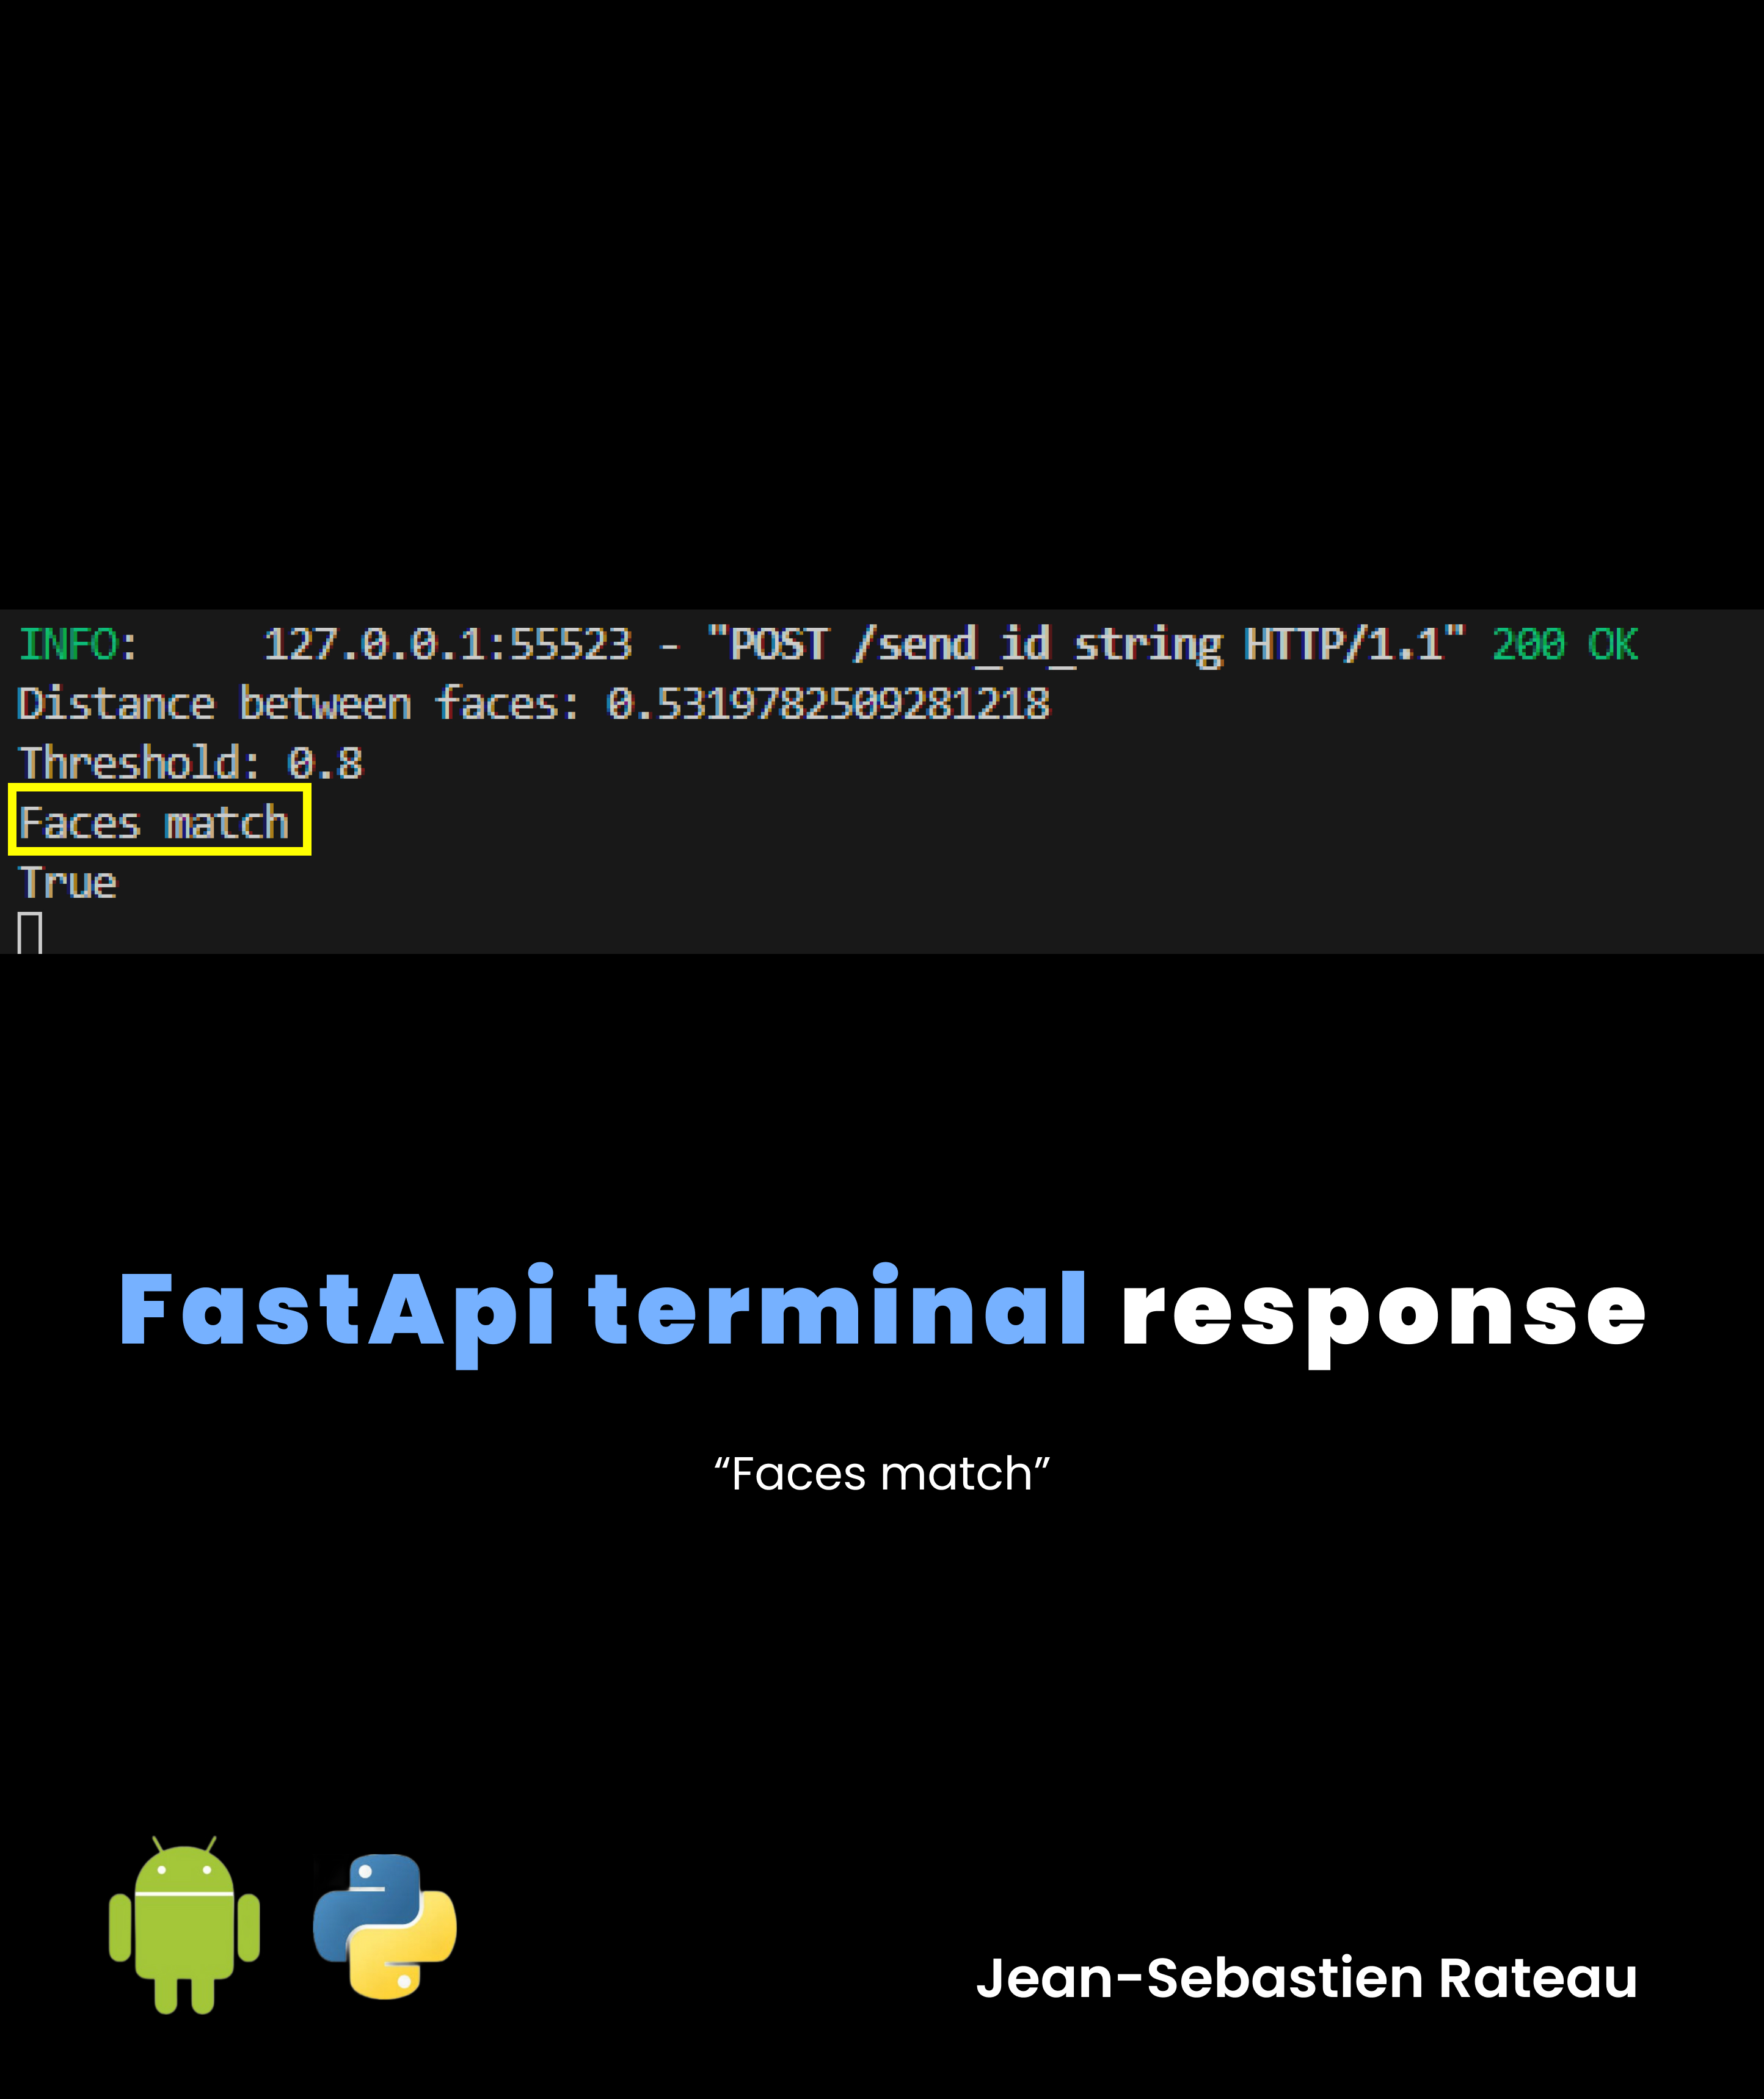 INFO:     127.0.0.1:55523 - "POST /send_id_string HTTP/1.1" 200 OK
Distance between faces: 0.5319782509281218
Threshold: 0.8
Faces match
True
FastApi terminal response
“Faces match”
Jean-Sebastien Rateau